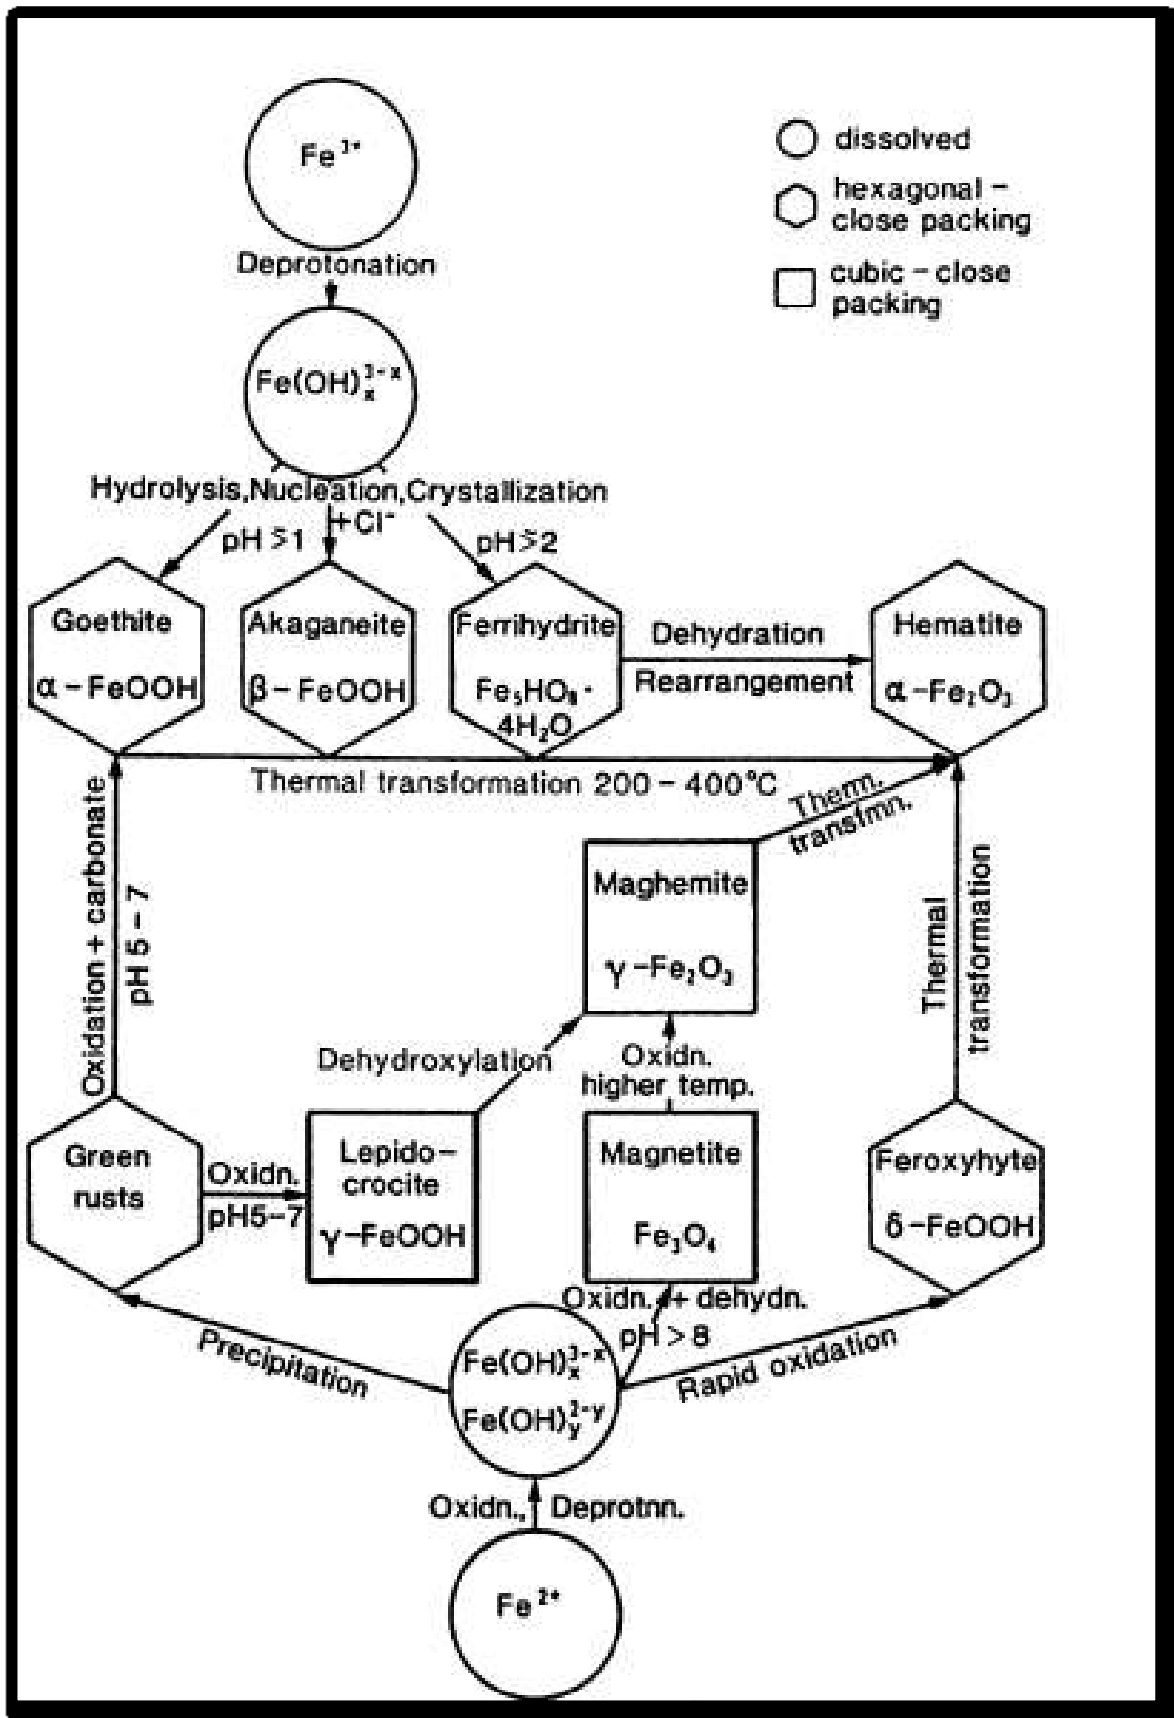 Fe³⁺
dissolved
hexagonal –
close packing
cubic – close
packing
Deprotonation
Fe(OH)ₓ³⁻ˣ
Hydrolysis, Nucleation, Crystallization
pH ≶ 1
+Cl⁻
pH ≶ 2
Goethite
α – FeOOH
Akaganeite
β – FeOOH
Ferrihydrite
Fe₅HO₈ ·
4H₂O
Dehydration
Rearrangement
Hematite
α – Fe₂O₃
Thermal transformation 200 – 400°C
Therm.
transfmn.
Oxidation + carbonate
pH 5 – 7
Maghemite
γ – Fe₂O₃
Thermal
transformation
Dehydroxylation
Oxidn.
higher temp.
Green
rusts
Oxidn.
pH5–7
Lepido–
crocite
γ – FeOOH
Magnetite
Fe₃O₄
Feroxyhyte
δ – FeOOH
Oxidn. + dehydn.
pH > 8
Precipitation
Rapid oxidation
Fe(OH)ₓ³⁻ˣ
Fe(OH)y²⁻ʸ
Oxidn., Deprotnn.
Fe²⁺